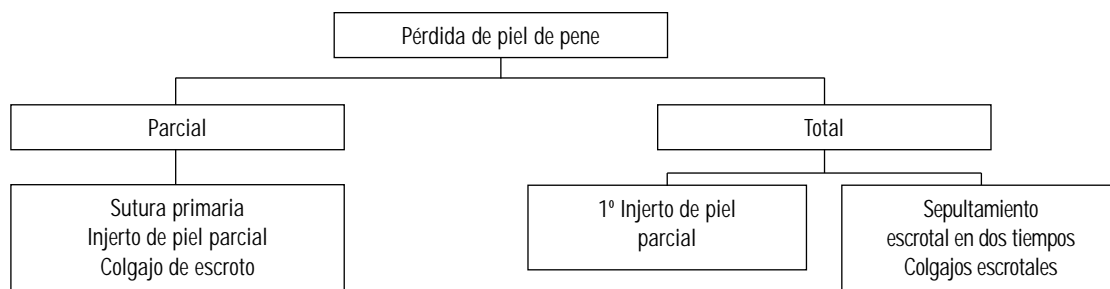 Pérdida de piel de pene
Parcial
Total
Sutura primaria
Injerto de piel parcial
Colgajo de escroto
1º Injerto de piel
parcial
Sepultamiento
escrotal en dos tiempos
Colgajos escrotales